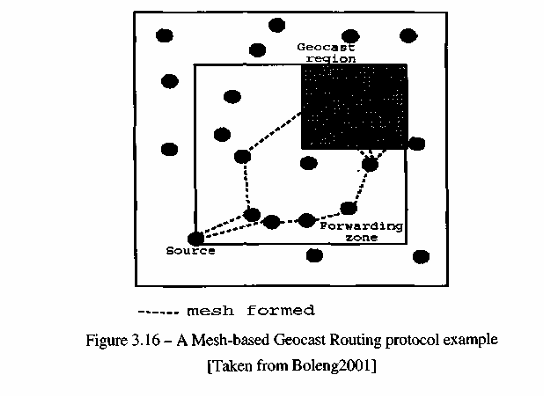 Geocast
region
Forwarding
zone
Source
------ mesh formed
Figure 3.16 – A Mesh-based Geocast Routing protocol example
[Taken from Boleng2001]